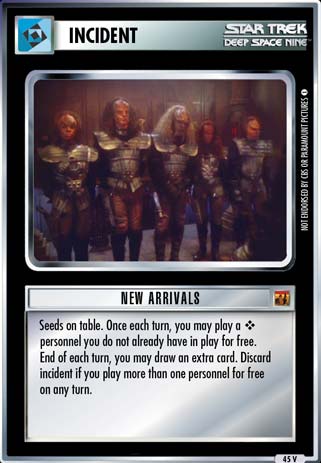 INCIDENT
STAR TREK
DEEP SPACE NINE
NOT ENDORSED BY CBS OR PARAMOUNT PICTURES
NEW ARRIVALS
Seeds on table. Once each turn, you may play a ❖
personnel you do not already have in play for free.
End of each turn, you may draw an extra card. Discard
incident if you play more than one personnel for free
on any turn.
45 V